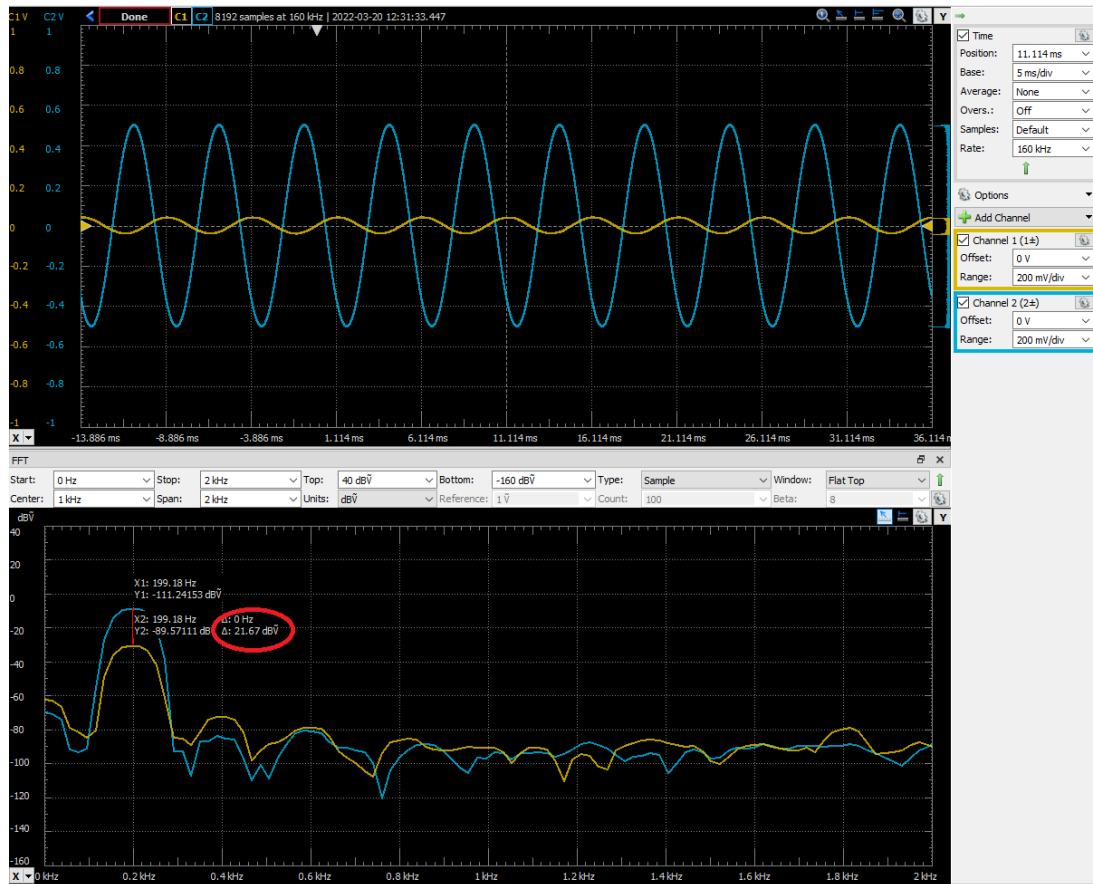 C1 V C2 V Done C1 C2 8192 samples at 160 kHz | 2022-03-20 12:31:33.447 Y
1 1
0.8 0.8
0.6 0.6
0.4 0.4
0.2 0.2
0 0
-0.2 -0.2
-0.4 -0.4
-0.6 -0.6
-0.8 -0.8
-1 -1
X -13.886 ms -8.886 ms -3.886 ms 1.114 ms 6.114 ms 11.114 ms 16.114 ms 21.114 ms 26.114 ms 31.114 ms 36.114 m
Time
Position: 11.114 ms
Base: 5 ms/div
Average: None
Overs.: Off
Samples: Default
Rate: 160 kHz
Options
Add Channel
Channel 1 (1±)
Offset: 0 V
Range: 200 mV/div
Channel 2 (2±)
Offset: 0 V
Range: 200 mV/div
FFT
Start: 0 Hz Stop: 2 kHz Top: 40 dBṼ Bottom: -160 dBṼ Type: Sample Window: Flat Top
Center: 1 kHz Span: 2 kHz Units: dBṼ Reference: 1 Ṽ Count: 100 Beta: 8
dBṼ Y
40
20
0
-20
-40
-60
-80
-100
-120
-140
-160
X1: 199.18 Hz
Y1: -111.24153 dBṼ
X2: 199.18 Hz Δ: 0 Hz
Y2: -89.57111 dB Δ: 21.67 dBṼ
X 0 kHz 0.2 kHz 0.4 kHz 0.6 kHz 0.8 kHz 1 kHz 1.2 kHz 1.4 kHz 1.6 kHz 1.8 kHz 2 kHz